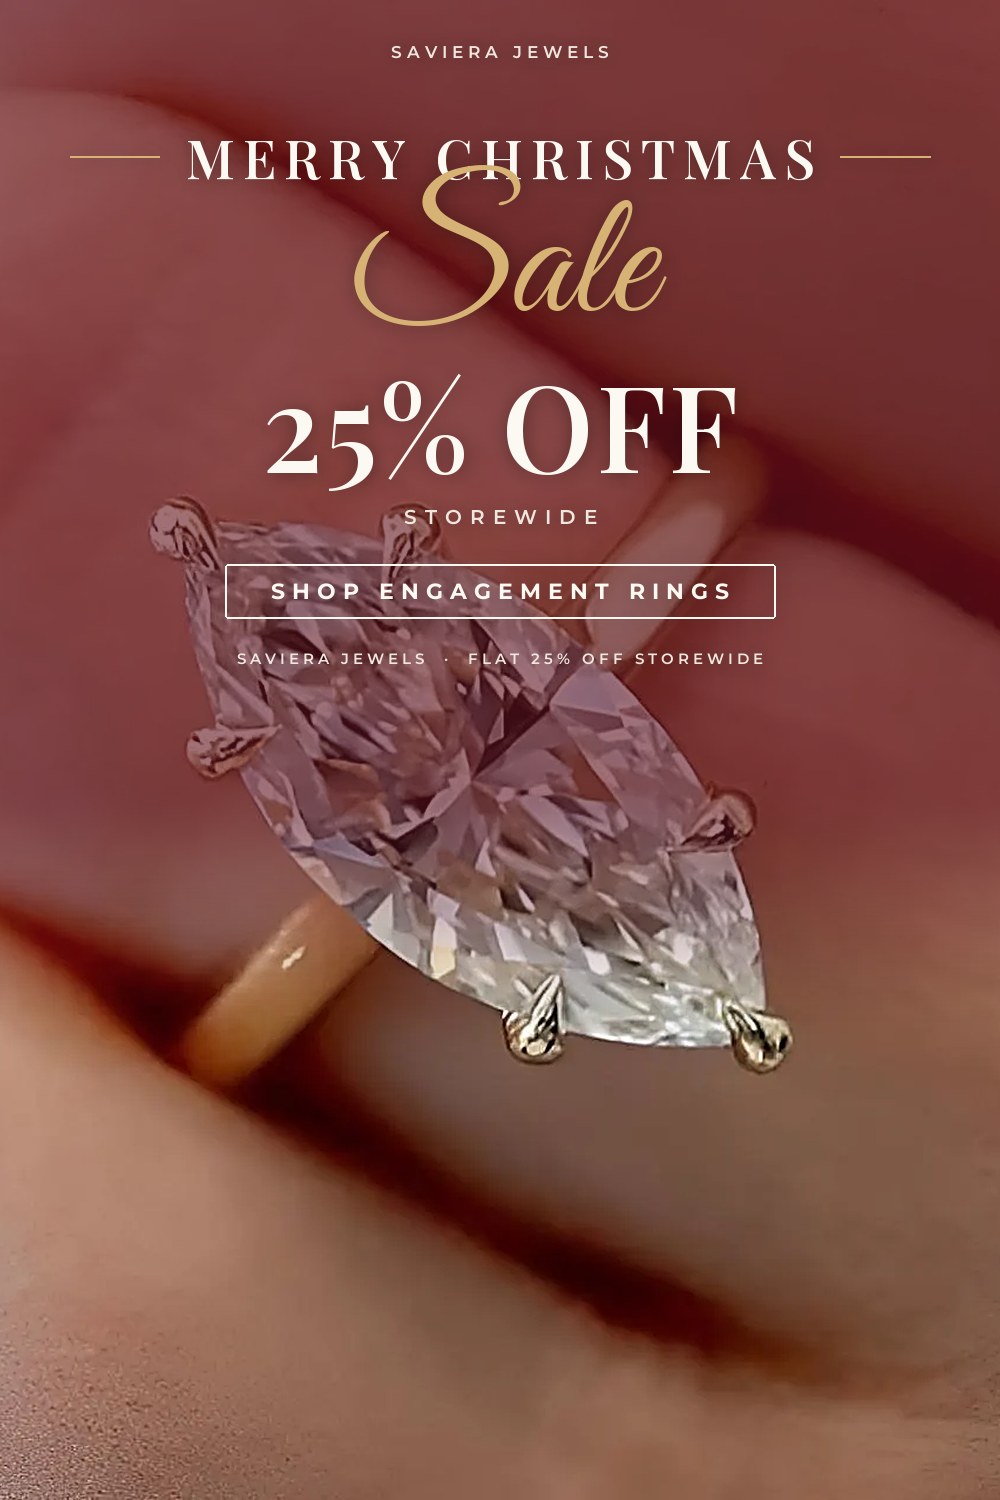 SAVIERA JEWELS
MERRY CHRISTMAS
Sale
25% OFF
STOREWIDE
SHOP ENGAGEMENT RINGS
SAVIERA JEWELS · FLAT 25% OFF STOREWIDE